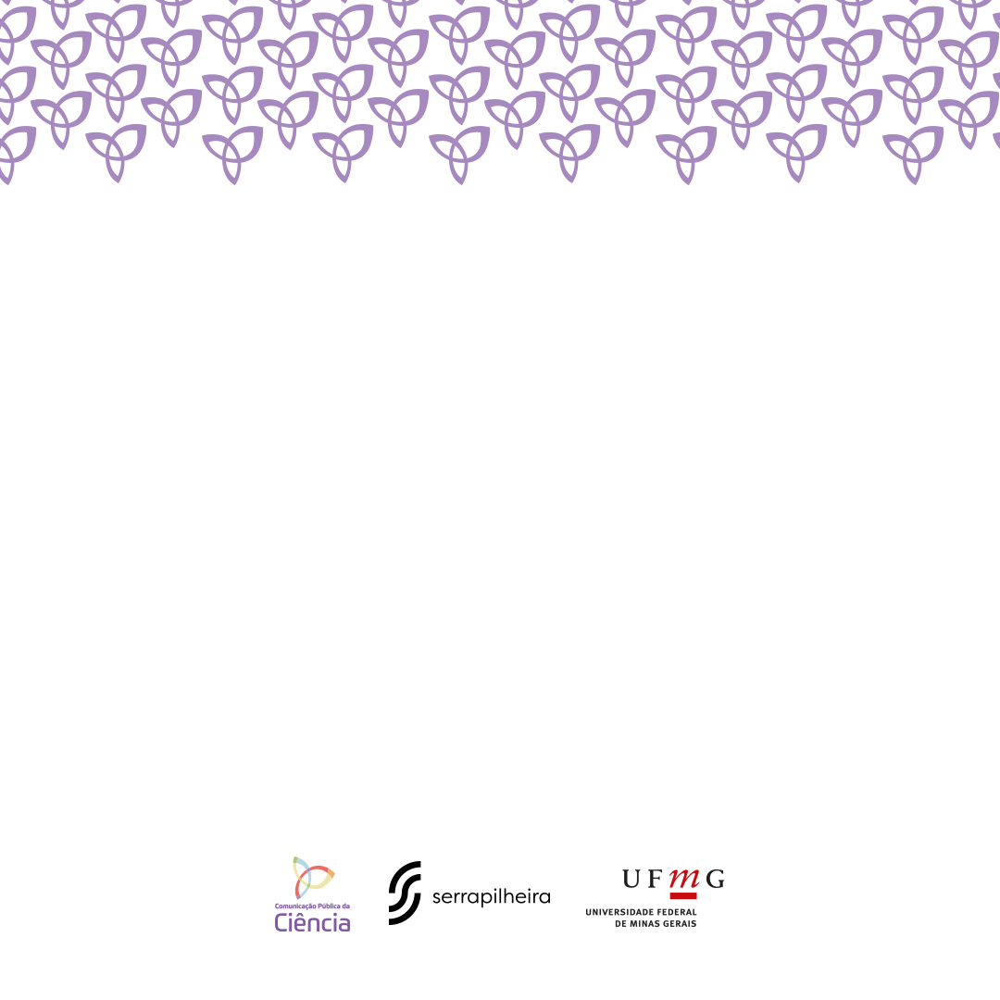 Comunicação Pública da
Ciência
serrapilheira
UFmG
UNIVERSIDADE FEDERAL
DE MINAS GERAIS